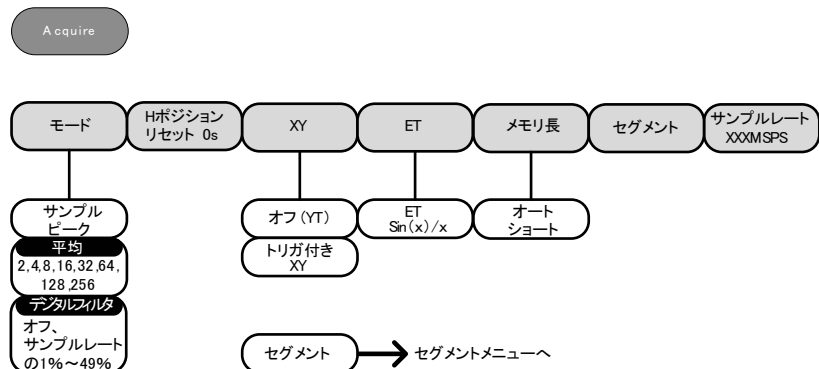 Acquire
モード
Hポジション
リセット 0s
XY
ET
メモリ長
セグメント
サンプルレート
XXXMSPS
サンプル
ピーク
平均
2,4,8,16,32,64,
128,256
デジタルフィルタ
オフ、
サンプルレート
の1%～49%
オフ(YT)
トリガ付き
XY
ET
Sin(x)/x
オート
ショート
セグメント
セグメントメニューへ